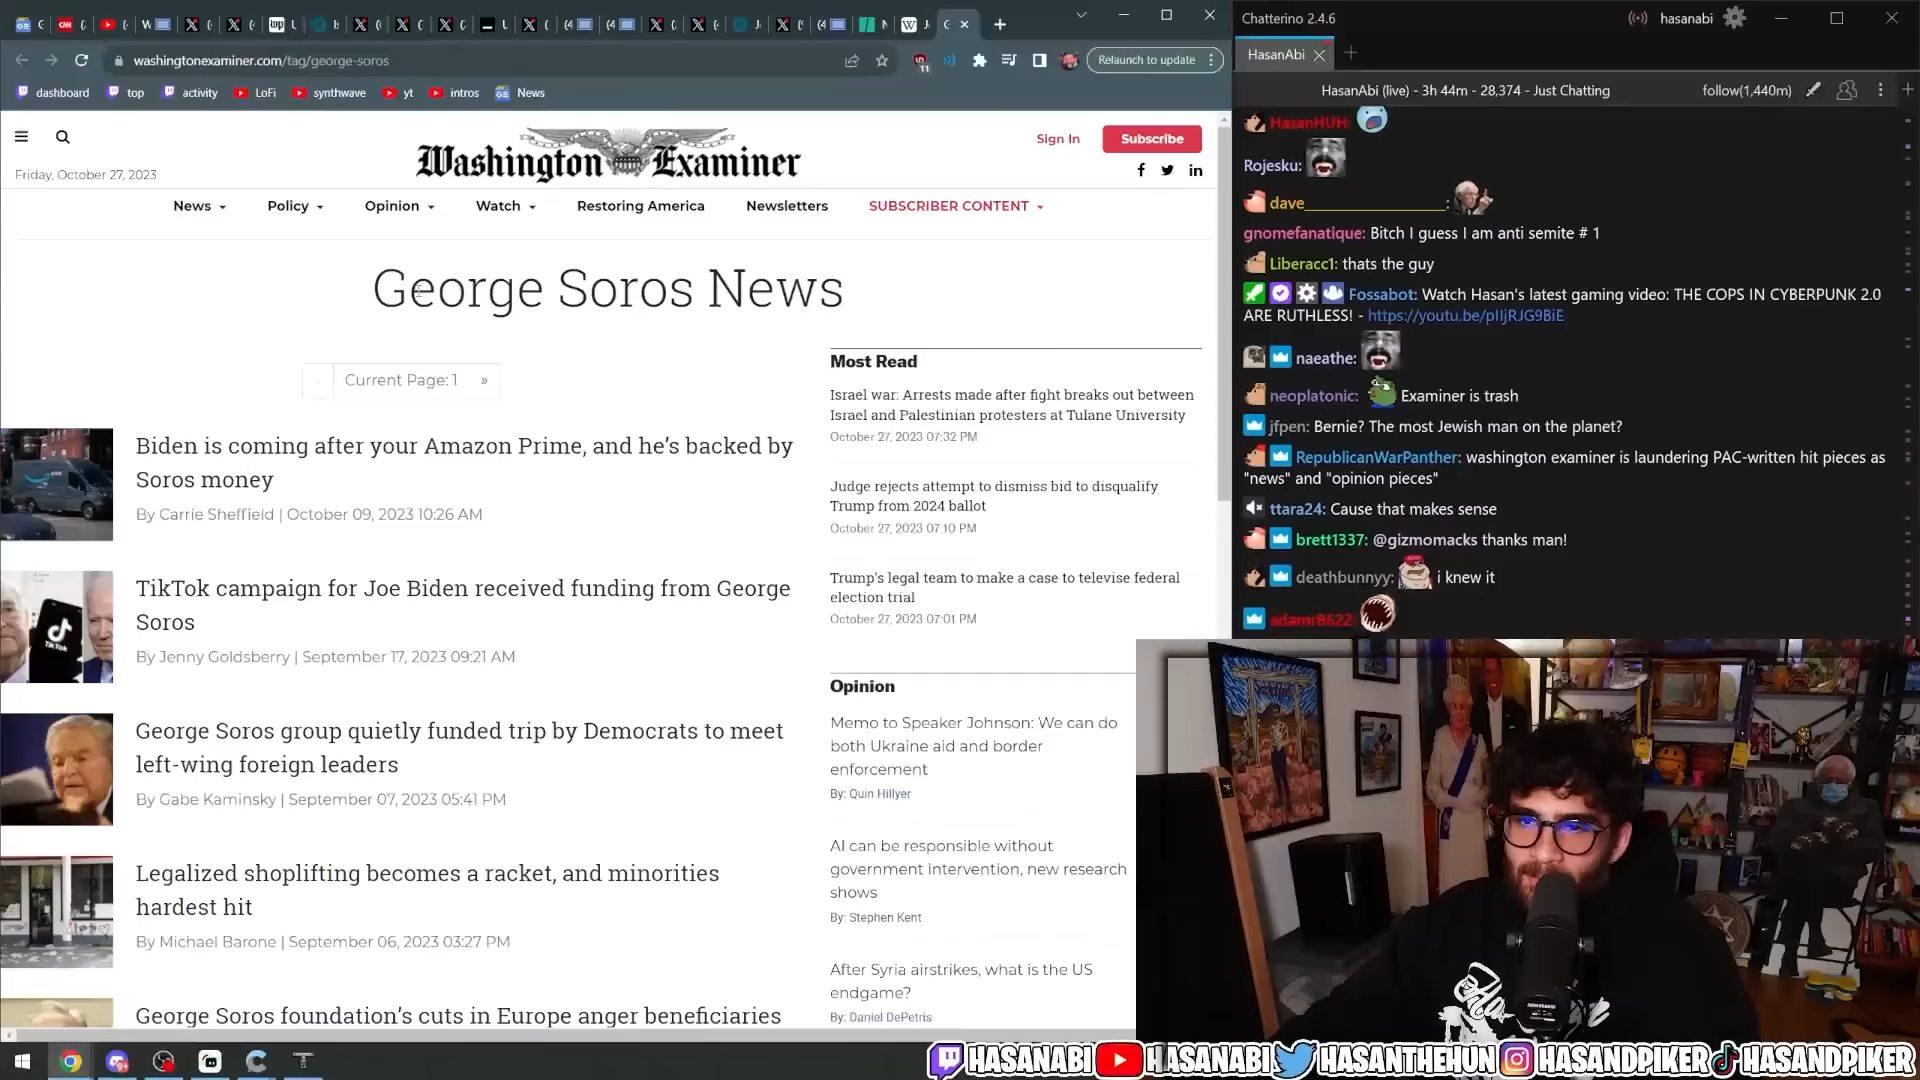 washingtonexaminer.com/tag/george-soros
Relaunch to update
dashboard
top
activity
LoFi
synthwave
yt
intros
News
Friday, October 27, 2023
Washington Examiner
Sign In
Subscribe
News
Policy
Opinion
Watch
Restoring America
Newsletters
SUBSCRIBER CONTENT
George Soros News
Current Page: 1 »
Biden is coming after your Amazon Prime, and he's backed by
Soros money
By Carrie Sheffield | October 09, 2023 10:26 AM
TikTok campaign for Joe Biden received funding from George
Soros
By Jenny Goldsberry | September 17, 2023 09:21 AM
George Soros group quietly funded trip by Democrats to meet
left-wing foreign leaders
By Gabe Kaminsky | September 07, 2023 05:41 PM
Legalized shoplifting becomes a racket, and minorities
hardest hit
By Michael Barone | September 06, 2023 03:27 PM
George Soros foundation's cuts in Europe anger beneficiaries
Most Read
Israel war: Arrests made after fight breaks out between
Israel and Palestinian protesters at Tulane University
October 27, 2023 07:32 PM
Judge rejects attempt to dismiss bid to disqualify
Trump from 2024 ballot
October 27, 2023 07:10 PM
Trump's legal team to make a case to televise federal
election trial
October 27, 2023 07:01 PM
Opinion
Memo to Speaker Johnson: We can do
both Ukraine aid and border
enforcement
By: Quin Hillyer
AI can be responsible without
government intervention, new research
shows
By: Stephen Kent
After Syria airstrikes, what is the US
endgame?
By: Daniel DePetris
Chatterino 2.4.6
hasanabi
HasanAbi
HasanAbi (live) - 3h 44m - 28,374 - Just Chatting
follow(1,440m)
HasanHUH:
Rojesku:
dave__________________:
gnomefanatique: Bitch I guess I am anti semite # 1
Liberacc1: thats the guy
Fossabot: Watch Hasan's latest gaming video: THE COPS IN CYBERPUNK 2.0
ARE RUTHLESS! - https://youtu.be/pIIjRJG9BiE
naeathe:
neoplatonic: Examiner is trash
jfpen: Bernie? The most Jewish man on the planet?
RepublicanWarPanther: washington examiner is laundering PAC-written hit pieces as
"news" and "opinion pieces"
ttara24: Cause that makes sense
brett1337: @gizmomacks thanks man!
deathbunnyy: i knew it
adamr8622
HASANABI HASANABI HASANTHEHUN HASANDPIKER HASANDPIKER